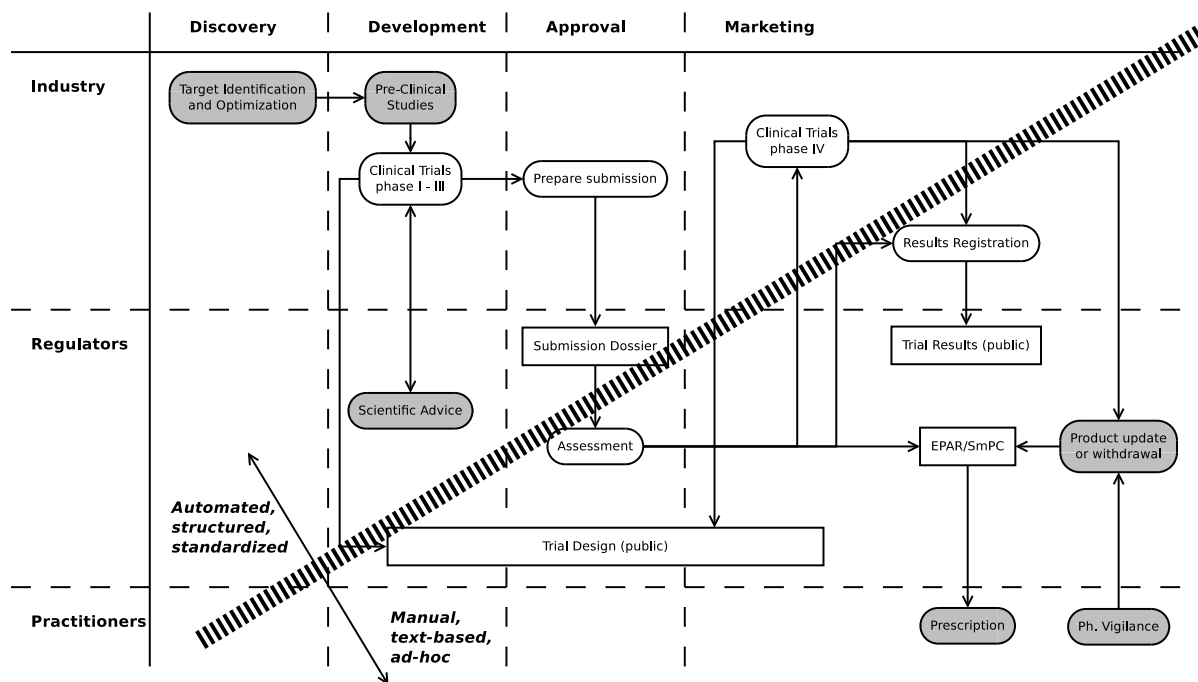 Discovery
Development
Approval
Marketing
Industry
Target Identification
and Optimization
Pre-Clinical
Studies
Clinical Trials
phase IV
Clinical Trials
phase I - III
Prepare submission
Results Registration
Regulators
Submission Dossier
Trial Results (public)
Scientific Advice
Assessment
EPAR/SmPC
Product update
or withdrawal
Automated,
structured,
standardized
Trial Design (public)
Practitioners
Manual,
text-based,
ad-hoc
Prescription
Ph. Vigilance